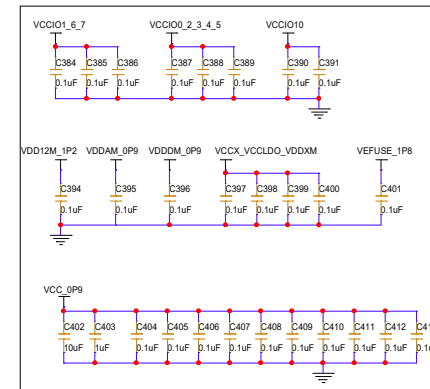 VCCIO1_6_7 VCCIO0_2_3_4_5 VCCIO10
C384 C385 C386 C387 C388 C389 C390 C391
0.1uF 0.1uF 0.1uF 0.1uF 0.1uF 0.1uF 0.1uF 0.1uF
VDD12M_1P2 VDDAM_0P9 VDDDM_0P9 VCCX_VCCLDO_VDDXM VEFUSE_1P8
C394 C395 C396 C397 C398 C399 C400 C401
0.1uF 0.1uF 0.1uF 0.1uF 0.1uF 0.1uF 0.1uF 0.1uF
VCC_0P9
C402 C403 C404 C405 C406 C407 C408 C409 C410 C411 C412
10uF 1uF 0.1uF 0.1uF 0.1uF 0.1uF 0.1uF 0.1uF 0.1uF 0.1uF 0.1uF